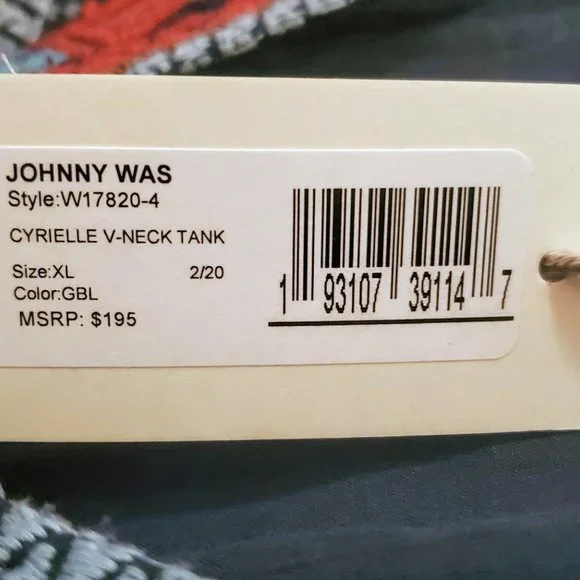 JOHNNY WAS
Style:W17820-4
CYRIELLE V-NECK TANK
Size:XL 2/20
Color:GBL
MSRP: $195
1 93107 39114 7